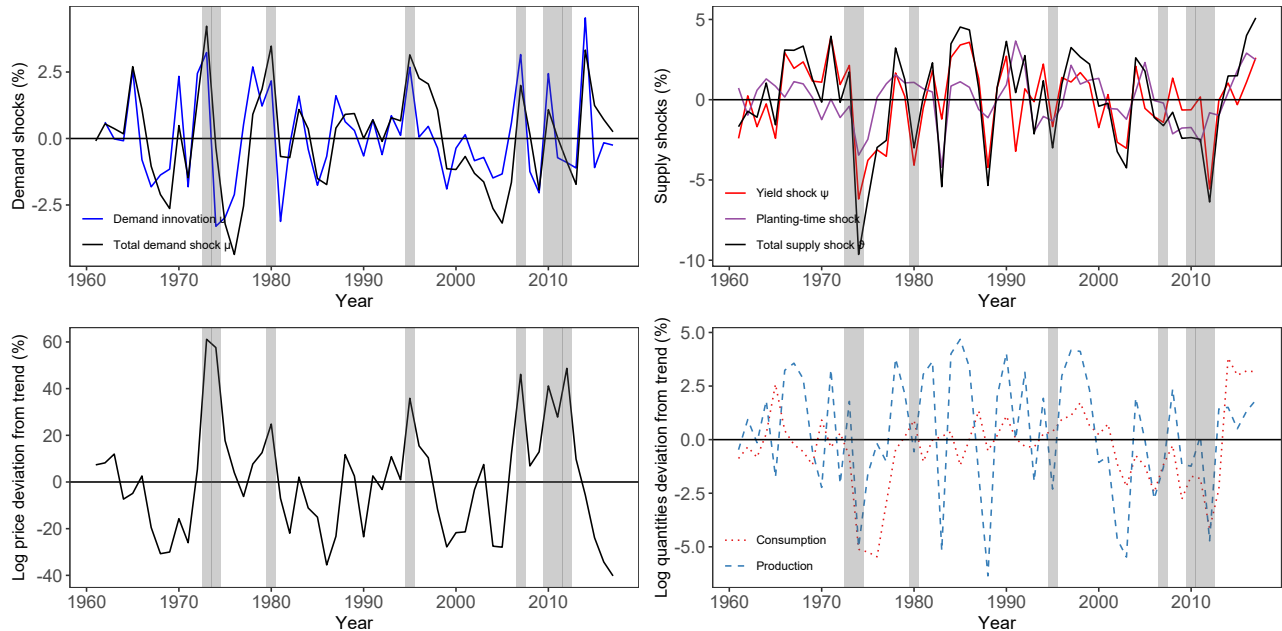 Demand shocks (%)
2.5
0.0
-2.5
Demand innovation μ
Total demand shock μ
1960 1970 1980 1990 2000 2010
Year
Supply shocks (%)
5
0
-5
-10
Yield shock ψ
Planting-time shock
Total supply shock ϑ
1960 1970 1980 1990 2000 2010
Year
Log price deviation from trend (%)
60
40
20
0
-20
-40
1960 1970 1980 1990 2000 2010
Year
Log quantities deviation from trend (%)
5.0
2.5
0.0
-2.5
-5.0
Consumption
Production
1960 1970 1980 1990 2000 2010
Year